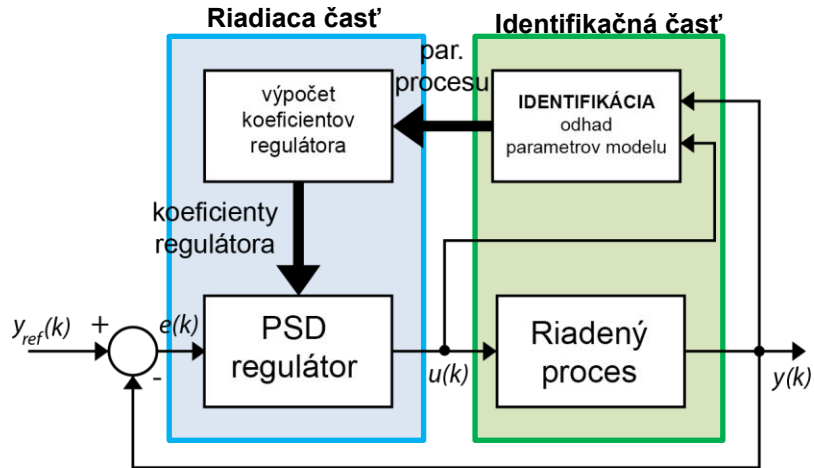 Riadiaca časť
Identifikačná časť
par.
procesu
výpočet
koeficientov
regulátora
IDENTIFIKÁCIA
odhad
parametrov modelu
koeficienty
regulátora
y_ref(k)
+
-
e(k)
PSD
regulátor
u(k)
Riadený
proces
y(k)